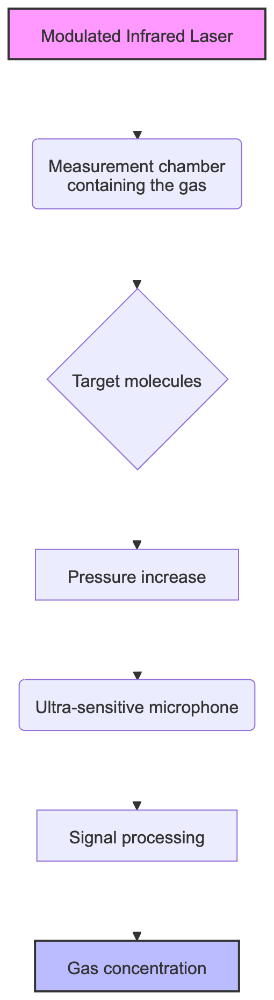 Modulated Infrared Laser
Measurement chamber
containing the gas
Target molecules
Pressure increase
Ultra-sensitive microphone
Signal processing
Gas concentration